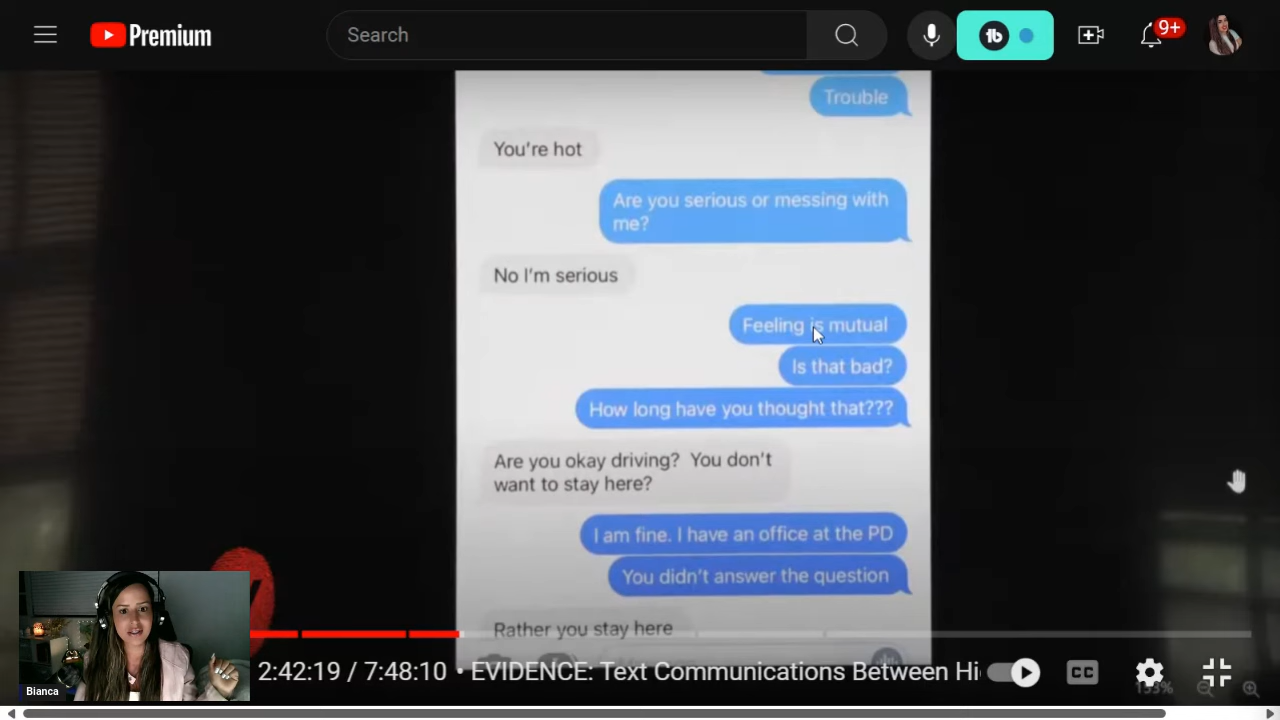 Premium
Search
9+
Trouble
You're hot
Are you serious or messing with
me?
No I'm serious
Feeling is mutual
Is that bad?
How long have you thought that???
Are you okay driving? You don't
want to stay here?
I am fine. I have an office at the PD
You didn't answer the question
Rather you stay here
2:42:19 / 7:48:10 • EVIDENCE: Text Communications Between Hi
CC
153%
Bianca